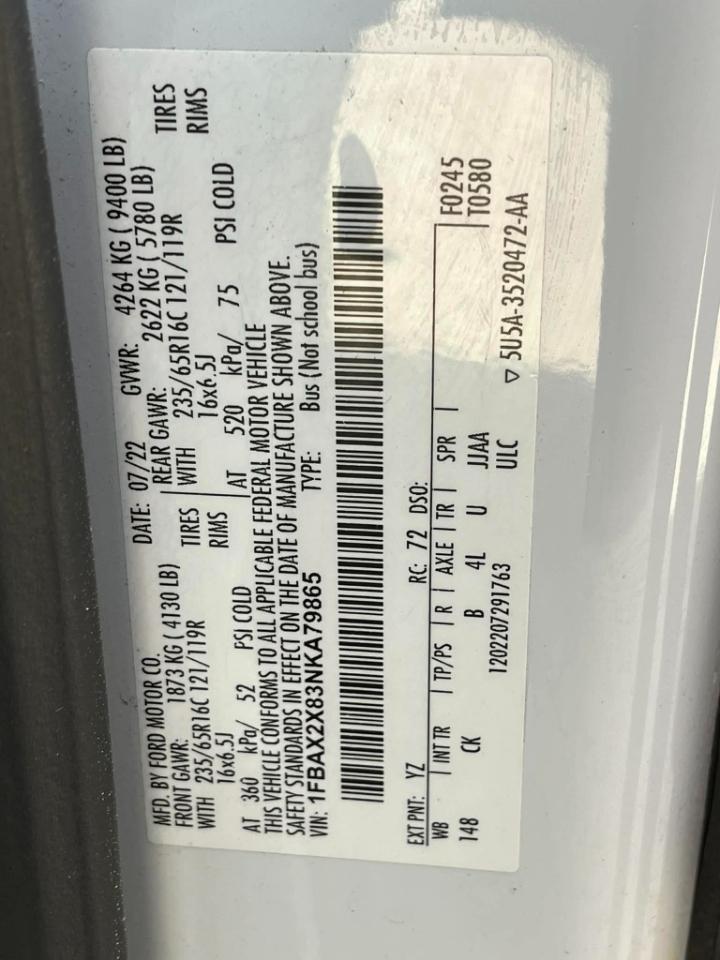 MFD. BY FORD MOTOR CO. DATE: 07/22 GVWR: 4264 KG ( 9400 LB)
FRONT GAWR: 1873 KG ( 4130 LB) REAR GAWR: 2622 KG ( 5780 LB)
WITH 235/65R16C 121/119R TIRES WITH 235/65R16C 121/119R TIRES
16x6.5J RIMS 16x6.5J RIMS
AT 360 kPa/ 52 PSI COLD AT 520 kPa/ 75 PSI COLD
THIS VEHICLE CONFORMS TO ALL APPLICABLE FEDERAL MOTOR VEHICLE
SAFETY STANDARDS IN EFFECT ON THE DATE OF MANUFACTURE SHOWN ABOVE.
VIN: 1FBAX2X83NKA79865 TYPE: Bus (Not school bus)
EXT PNT: YZ RC: 72 DSO:
WB INT TR TP/PS R AXLE TR SPR F0245
148 CK B 4L U JJAA T0580
1202207291763 ULC
▽ 5U5A-3520472-AA